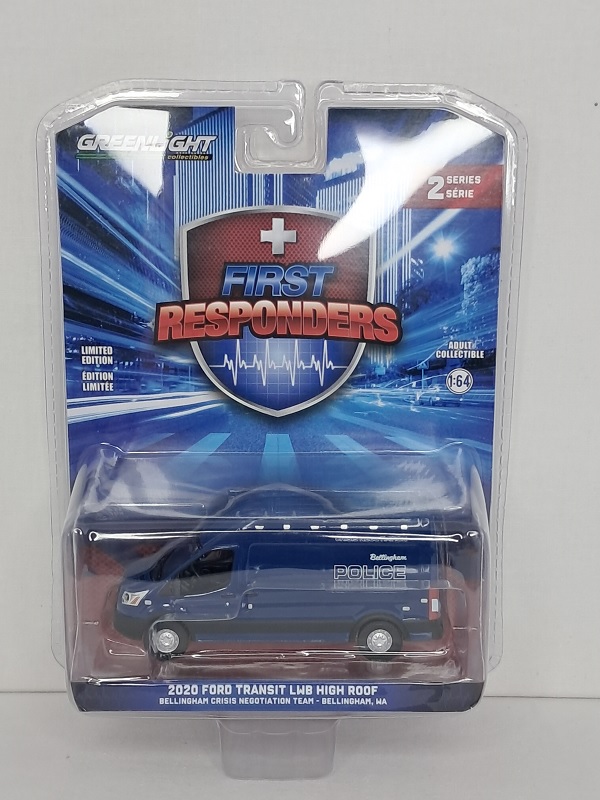 GREENLIGHT
collectibles
2 SERIES
SÉRIE
FIRST
RESPONDERS
LIMITED
EDITION
ÉDITION
LIMITÉE
ADULT
COLLECTIBLE
1:64
Bellingham
POLICE
2020 FORD TRANSIT LWB HIGH ROOF
BELLINGHAM CRISIS NEGOTIATION TEAM - BELLINGHAM, WA